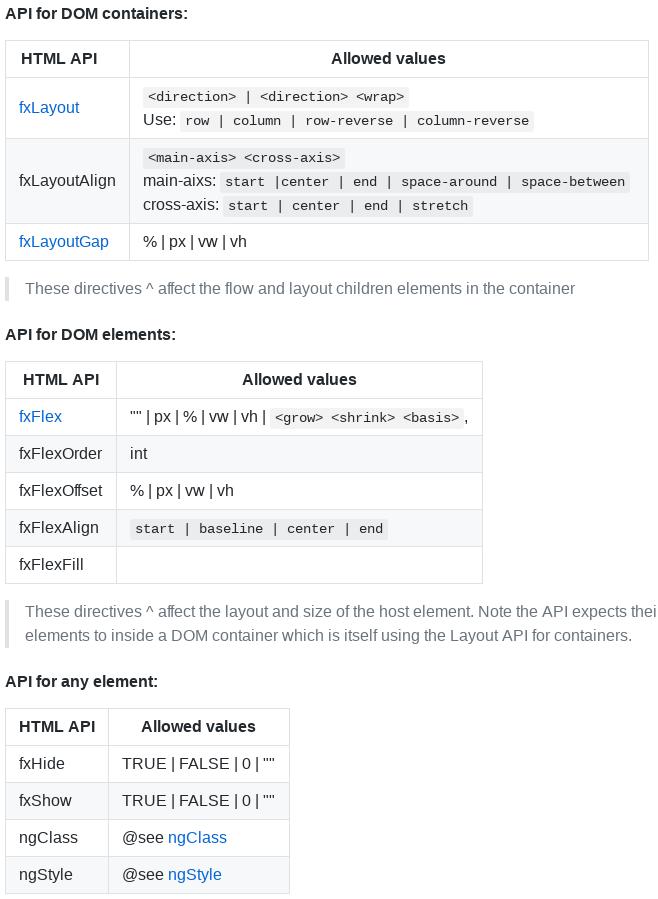 API for DOM containers:
HTML API Allowed values
fxLayout
<direction> | <direction> <wrap>
Use: row | column | row-reverse | column-reverse
fxLayoutAlign
<main-axis> <cross-axis>
main-aixs: start |center | end | space-around | space-between
cross-axis: start | center | end | stretch
fxLayoutGap % | px | vw | vh
These directives ^ affect the flow and layout children elements in the container
API for DOM elements:
HTML API Allowed values
fxFlex "" | px | % | vw | vh | <grow> <shrink> <basis> ,
fxFlexOrder int
fxFlexOffset % | px | vw | vh
fxFlexAlign start | baseline | center | end
fxFlexFill
These directives ^ affect the layout and size of the host element. Note the API expects thei
elements to inside a DOM container which is itself using the Layout API for containers.
API for any element:
HTML API Allowed values
fxHide TRUE | FALSE | 0 | ""
fxShow TRUE | FALSE | 0 | ""
ngClass @see ngClass
ngStyle @see ngStyle